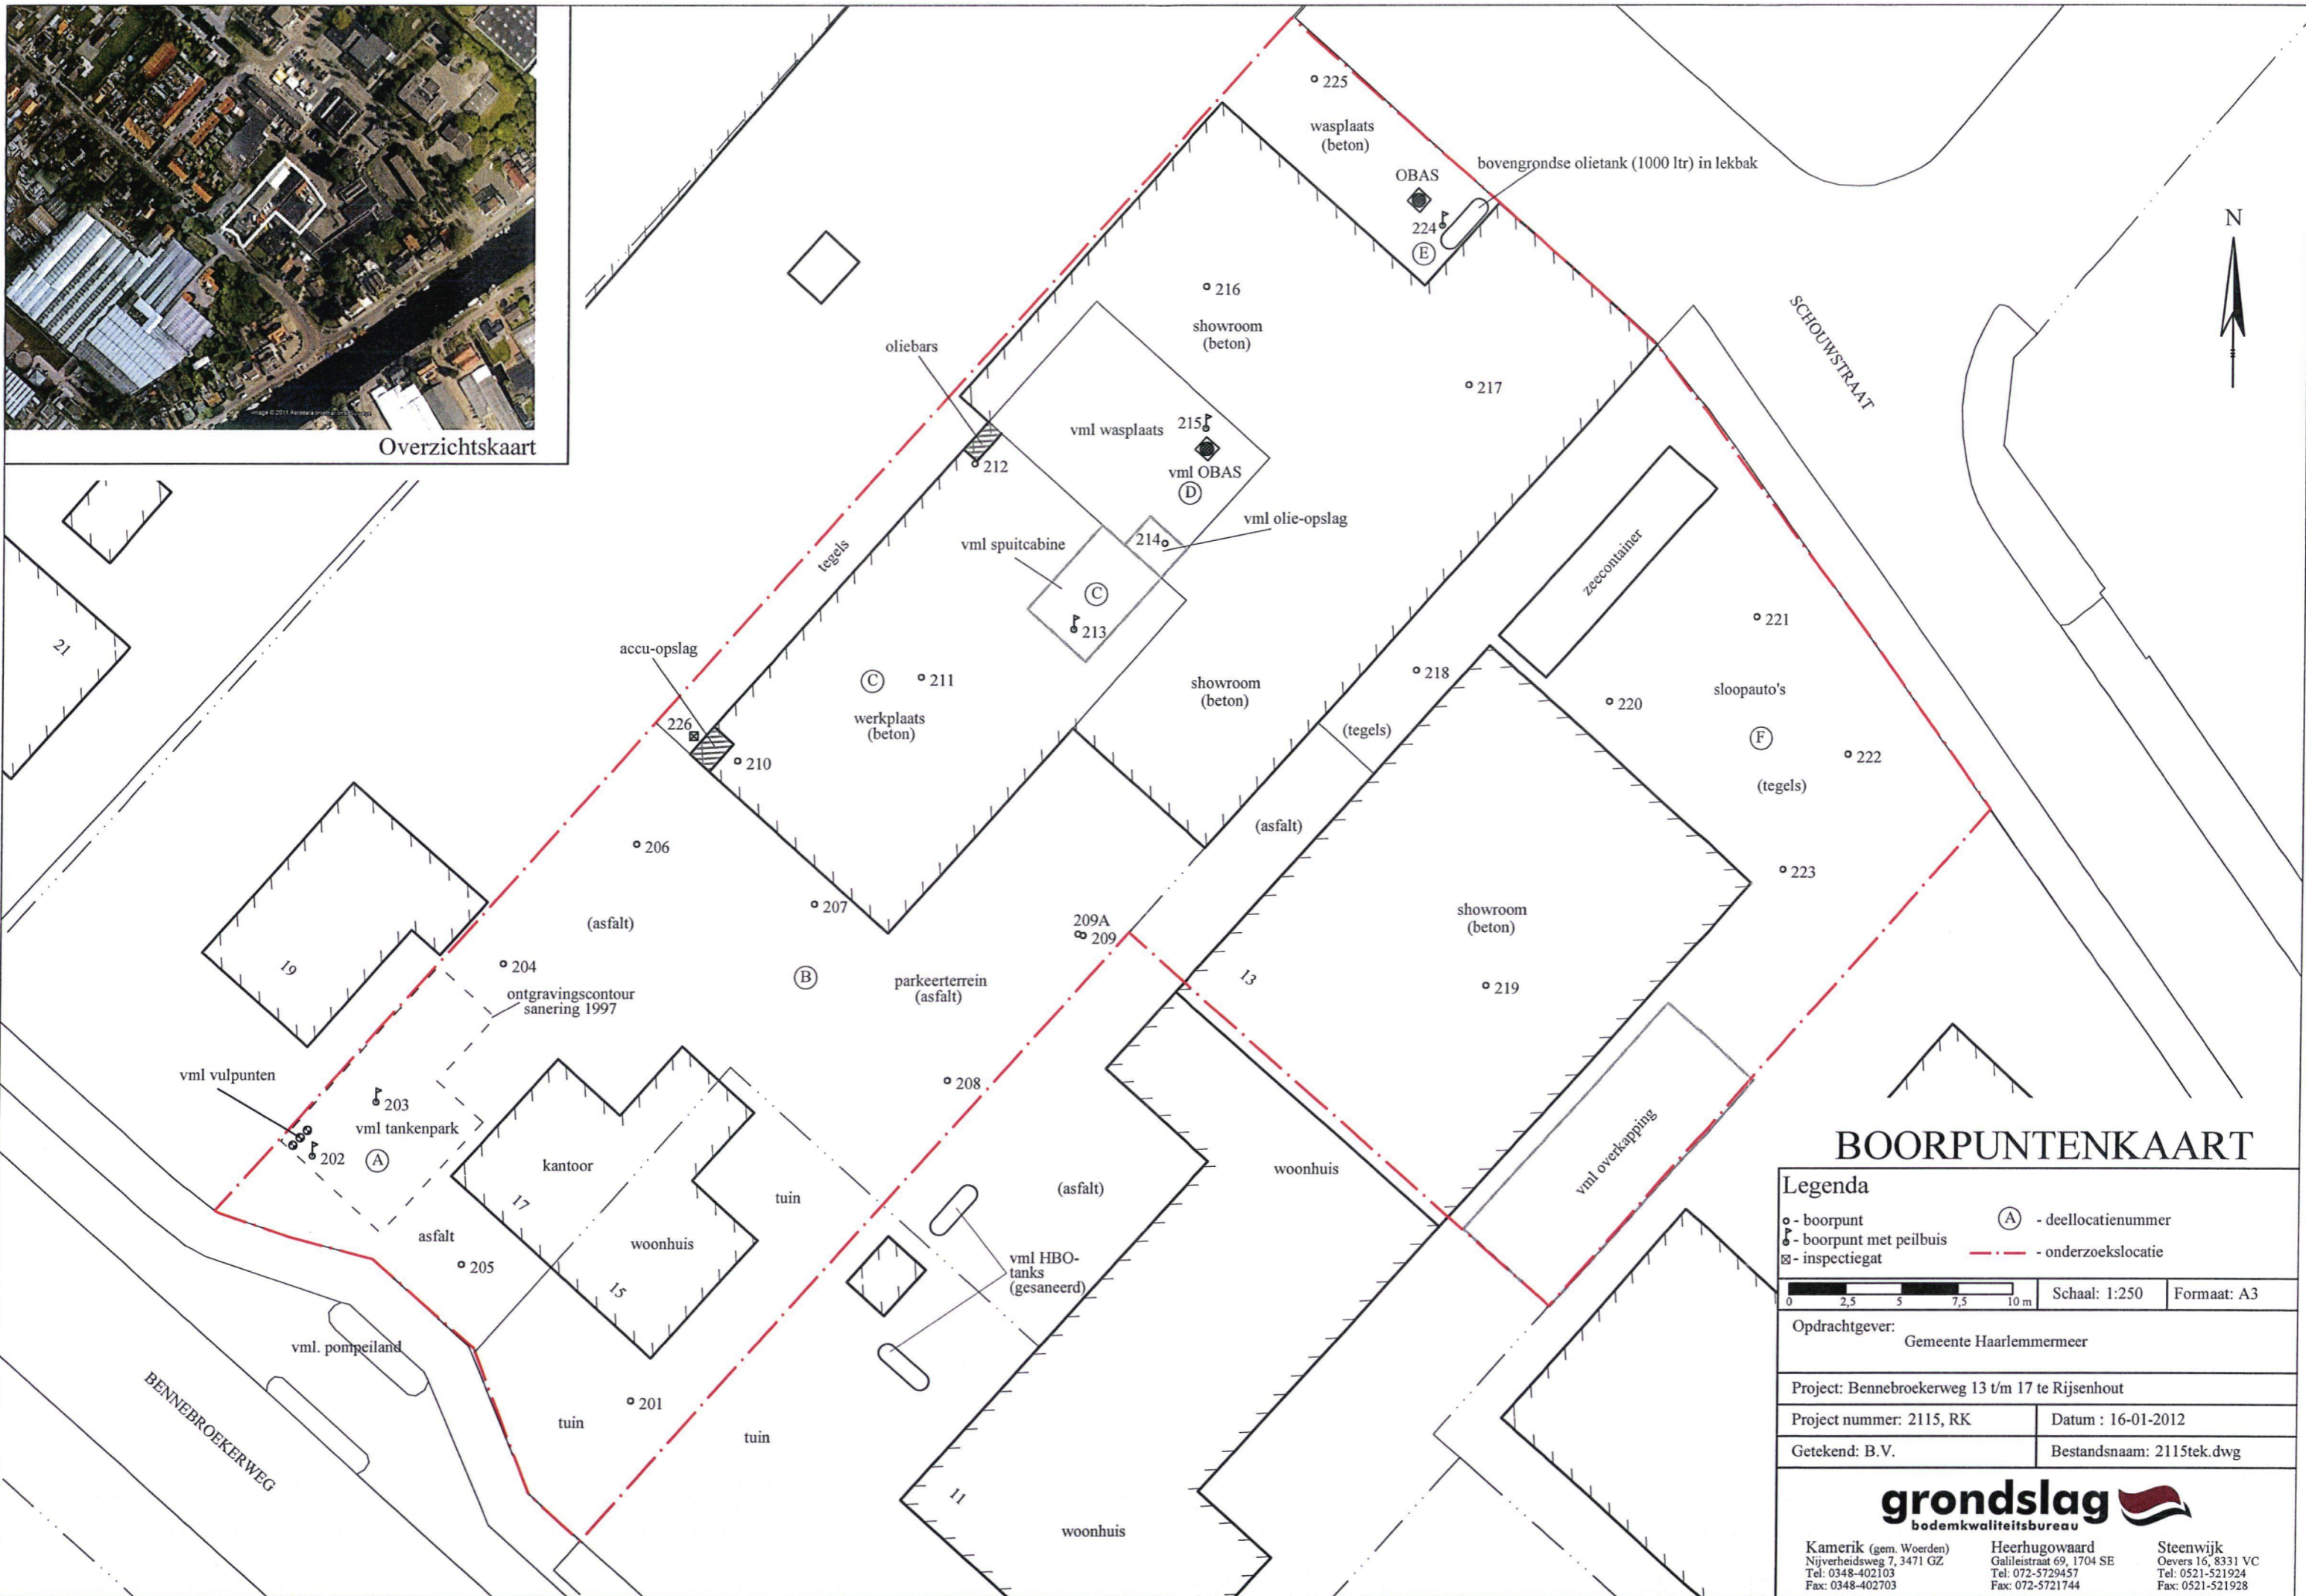 Image © 2011 Aerodata International Surveys
Overzichtskaart
225
wasplaats
(beton)
bovengrondse olietank (1000 ltr) in lekbak
OBAS
224
E
N
216
showroom
(beton)
SCHOUWSTRAAT
oliebars
217
vml wasplaats
215
212
vml OBAS
D
vml olie-opslag
214
vml spuitcabine
tegels
zeecontainer
C
213
221
21
accu-opslag
C
211
218
showroom
(beton)
sloopauto's
220
werkplaats
(beton)
226
(tegels)
F
222
210
(tegels)
206
(asfalt)
223
207
(asfalt)
209A
209
showroom
(beton)
19
204
B
parkeerterrein
(asfalt)
13
219
ontgravingscontour
sanering 1997
vml vulpunten
208
203
vml tankenpark
202
A
kantoor
17
woonhuis
vml overkapping
tuin
(asfalt)
asfalt
woonhuis
205
15
vml HBO-
tanks
(gesaneerd)
vml. pompeiland
BENNEBROEKERWEG
201
tuin
tuin
11
woonhuis
BOORPUNTENKAART
Legenda
- boorpunt
- boorpunt met peilbuis
- inspectiegat
A - deellocatienummer
- onderzoekslocatie
0 2,5 5 7,5 10 m
Schaal: 1:250
Formaat: A3
Opdrachtgever:
Gemeente Haarlemmermeer
Project: Bennebroekerweg 13 t/m 17 te Rijsenhout
Project nummer: 2115, RK
Datum : 16-01-2012
Getekend: B.V.
Bestandsnaam: 2115tek.dwg
grondslag
bodemkwaliteitsbureau
Kamerik (gem. Woerden)
Nijverheidsweg 7, 3471 GZ
Tel: 0348-402103
Fax: 0348-402703
Heerhugowaard
Galileistraat 69, 1704 SE
Tel: 072-5729457
Fax: 072-5721744
Steenwijk
Oevers 16, 8331 VC
Tel: 0521-521924
Fax: 0521-521928